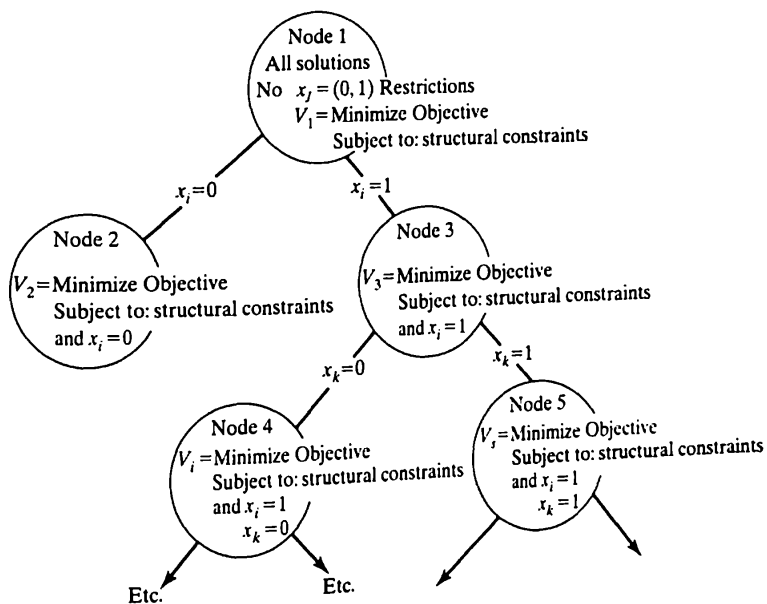 Node 1
All solutions
No x_j = (0, 1) Restrictions
V_1 = Minimize Objective
Subject to: structural constraints
x_i = 0
x_i = 1
Node 2
V_2 = Minimize Objective
Subject to: structural constraints
and x_i = 0
Node 3
V_3 = Minimize Objective
Subject to: structural constraints
and x_i = 1
x_k = 0
x_k = 1
Node 4
V_i = Minimize Objective
Subject to: structural constraints
and x_i = 1
x_k = 0
Node 5
V_s = Minimize Objective
Subject to: structural constraints
and x_i = 1
x_k = 1
Etc.
Etc.